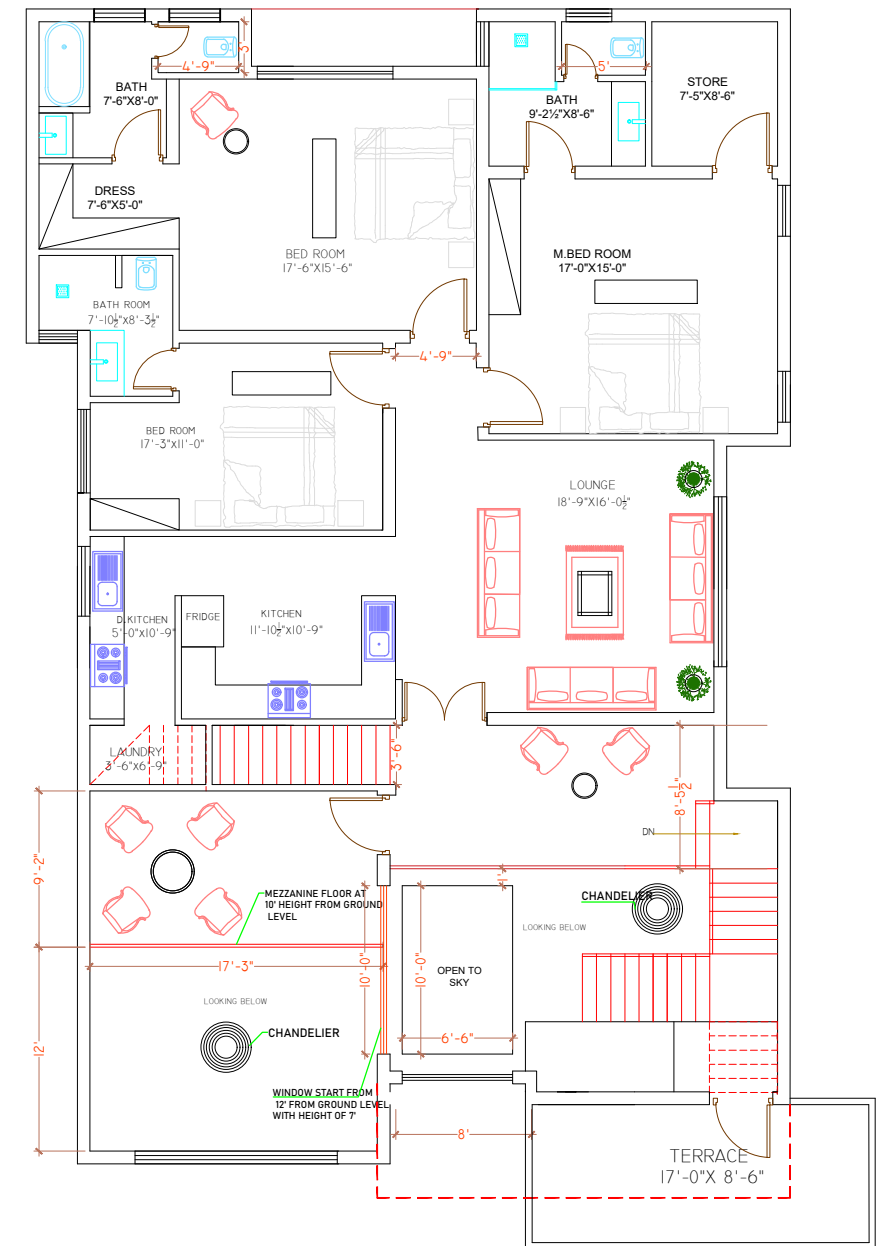 5'
4'-9"
BATH
7'-6"X8'-0"
5'
BATH
9'-2½"X8'-6"
STORE
7'-5"X8'-6"
DRESS
7'-6"X5'-0"
BED ROOM
17'-6"X15'-6"
M.BED ROOM
17'-0"X15'-0"
BATH ROOM
7'-10½"X8'-3½"
4'-9"
BED ROOM
17'-3"X11'-0"
LOUNGE
18'-9"X16'-0½"
D.KITCHEN
5'-0"X10'-9"
FRIDGE
KITCHEN
11'-10½"X10'-9"
LAUNDRY
3'-6"X6'-9"
3'-6"
8'-5½"
DN
9'-2"
MEZZANINE FLOOR AT
10' HEIGHT FROM GROUND
LEVEL
1'
CHANDELIER
LOOKING BELOW
17'-3"
10'-0"
10'-0"
OPEN TO
SKY
6'-6"
LOOKING BELOW
CHANDELIER
12'
WINDOW START FROM
12' FROM GROUND LEVEL
WITH HEIGHT OF 7'
8'
TERRACE
17'-0"X 8'-6"